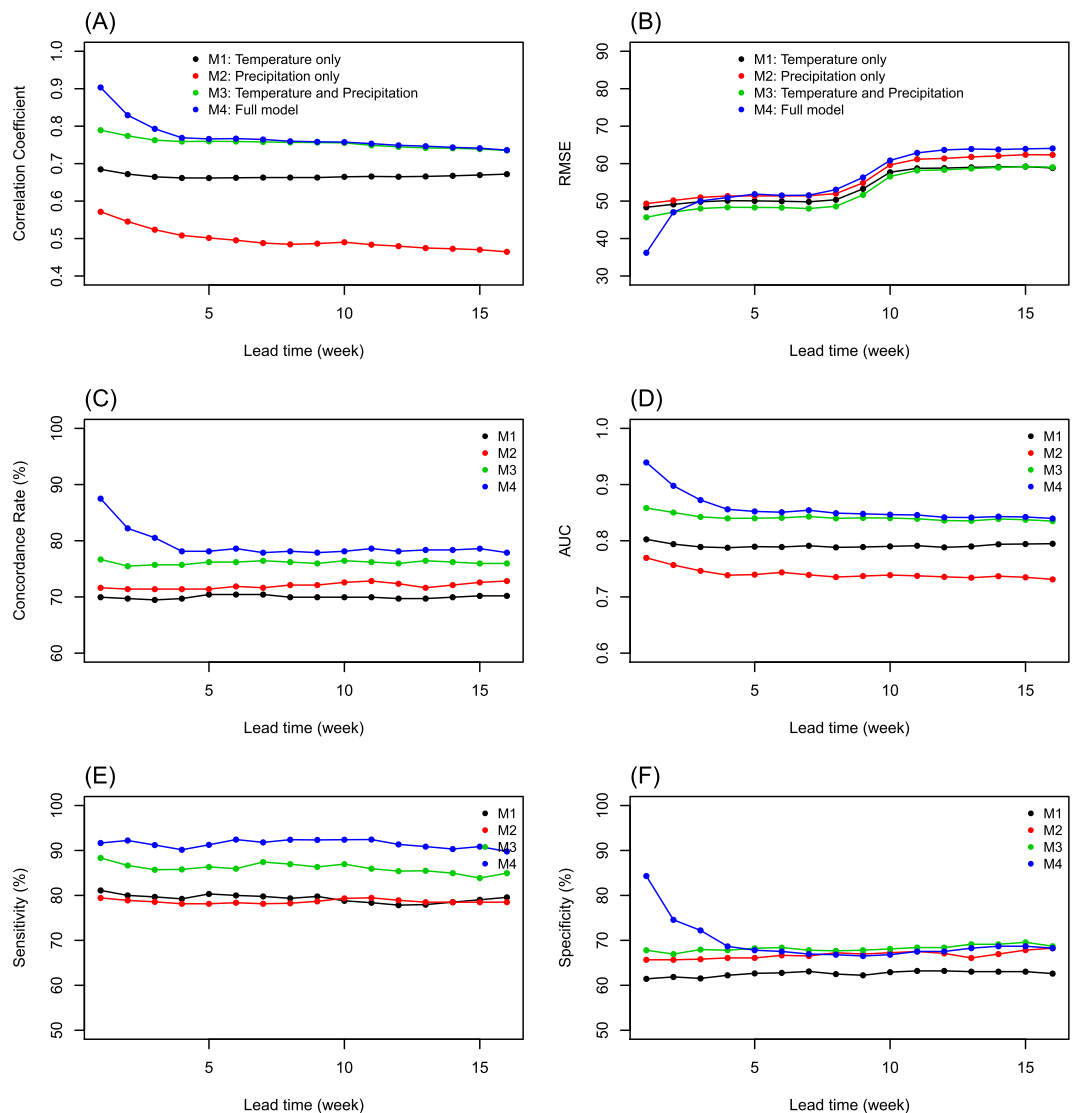 (A)
Correlation Coefficient
1.0
0.9
0.8
0.7
0.6
0.5
0.4
M1: Temperature only
M2: Precipitation only
M3: Temperature and Precipitation
M4: Full model
5 10 15
Lead time (week)
(B)
RMSE
90
80
70
60
50
40
30
M1: Temperature only
M2: Precipitation only
M3: Temperature and Precipitation
M4: Full model
5 10 15
Lead time (week)
(C)
Concordance Rate (%)
100
90
80
70
60
M1
M2
M3
M4
5 10 15
Lead time (week)
(D)
AUC
1.0
0.9
0.8
0.7
0.6
M1
M2
M3
M4
5 10 15
Lead time (week)
(E)
Sensitivity (%)
100
90
80
70
60
50
M1
M2
M3
M4
5 10 15
Lead time (week)
(F)
Specificity (%)
100
90
80
70
60
50
M1
M2
M3
M4
5 10 15
Lead time (week)